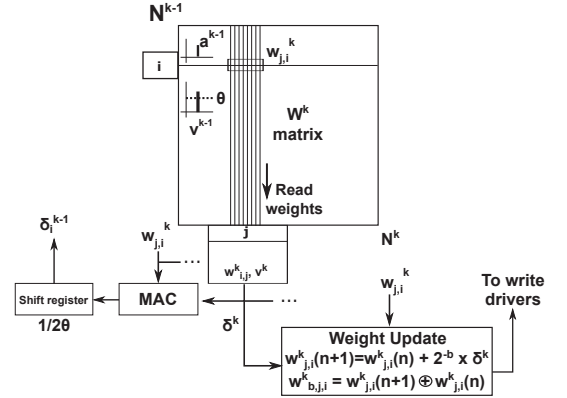 N^k-1
a^k-1
w_j,i^k
i
θ
v^k-1
W^k
matrix
Read
weights
j
N^k
δ_i^k-1
w_j,i^k
w^k_i,j, v^k
...
w_j,i^k
To write
drivers
Shift register
MAC
...
1/2θ
δ^k
Weight Update
w^k_j,i(n+1)=w^k_j,i(n) + 2^-b x δ^k
w^k_b,j,i = w^k_j,i(n+1) ⊕ w^k_j,i(n)